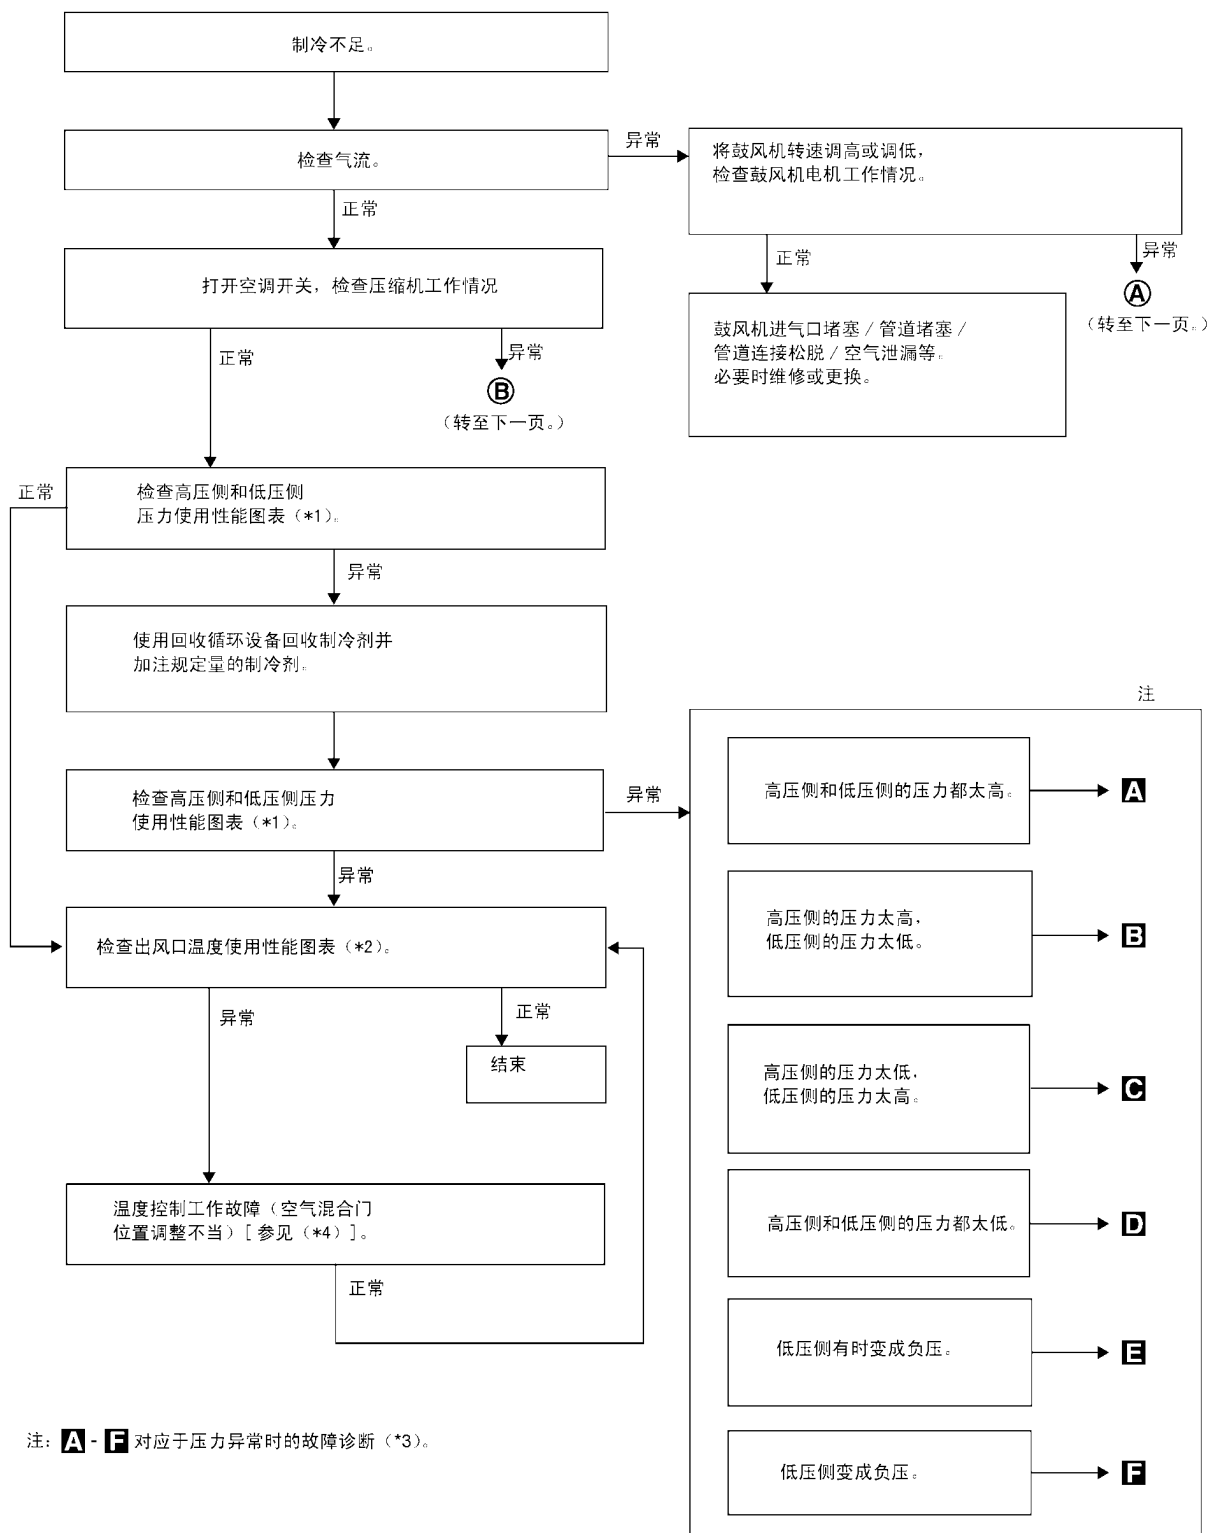 制冷不足。
检查气流。
异常
将鼓风机转速调高或调低，
检查鼓风机电机工作情况。
正常
打开空调开关，检查压缩机工作情况
正常
异常
A
（转至下一页。）
鼓风机进气口堵塞 / 管道堵塞 /
管道连接松脱 / 空气泄漏等。
必要时维修或更换。
正常
异常
B
（转至下一页。）
正常
检查高压侧和低压侧
压力使用性能图表（*1）。
异常
使用回收循环设备回收制冷剂并
加注规定量的制冷剂。
检查高压侧和低压侧压力
使用性能图表（*1）。
异常
异常
检查出风口温度使用性能图表（*2）。
异常
正常
结束
温度控制工作故障（空气混合门
位置调整不当）[ 参见（*4）]。
正常
注
高压侧和低压侧的压力都太高。
A
高压侧的压力太高，
低压侧的压力太低。
B
高压侧的压力太低，
低压侧的压力太高。
C
高压侧和低压侧的压力都太低。
D
低压侧有时变成负压。
E
低压侧变成负压。
F
注： A - F 对应于压力异常时的故障诊断（*3）。